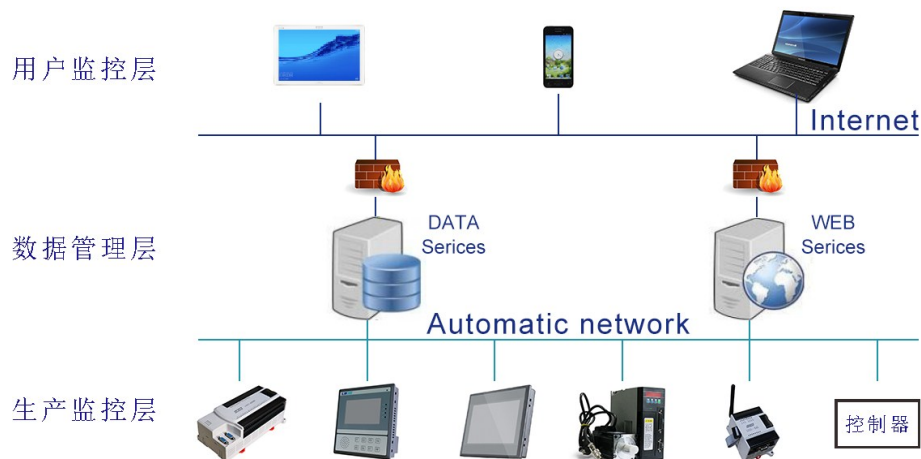 用户监控层
Internet
DATA
Serices
WEB
Serices
数据管理层
Automatic network
生产监控层
控制器